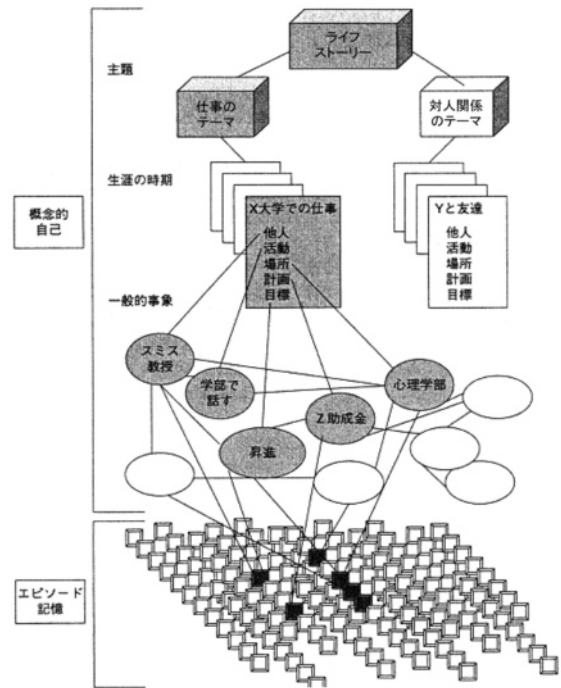 ライフ
ストーリー
主題
仕事の
テーマ
対人関係
のテーマ
生涯の時期
X大学での仕事
他人
活動
場所
計画
目標
Yと友達
他人
活動
場所
計画
目標
概念的
自己
一般的事象
スミス
教授
学部で
話す
心理学部
Z助成金
昇進
エピソード
記憶